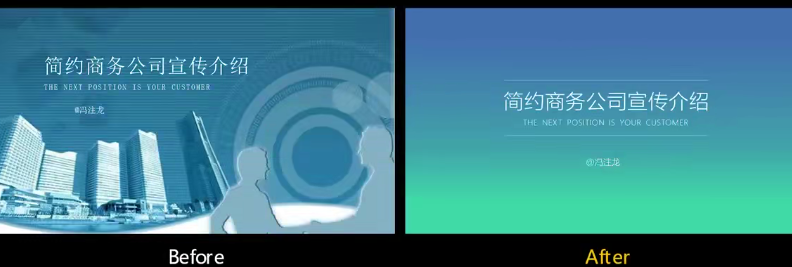 简约商务公司宣传介绍
THE NEXT POSITION IS YOUR CUSTOMER
@冯注龙
简约商务公司宣传介绍
THE NEXT POSITION IS YOUR CUSTOMER
@冯注龙
Before
After